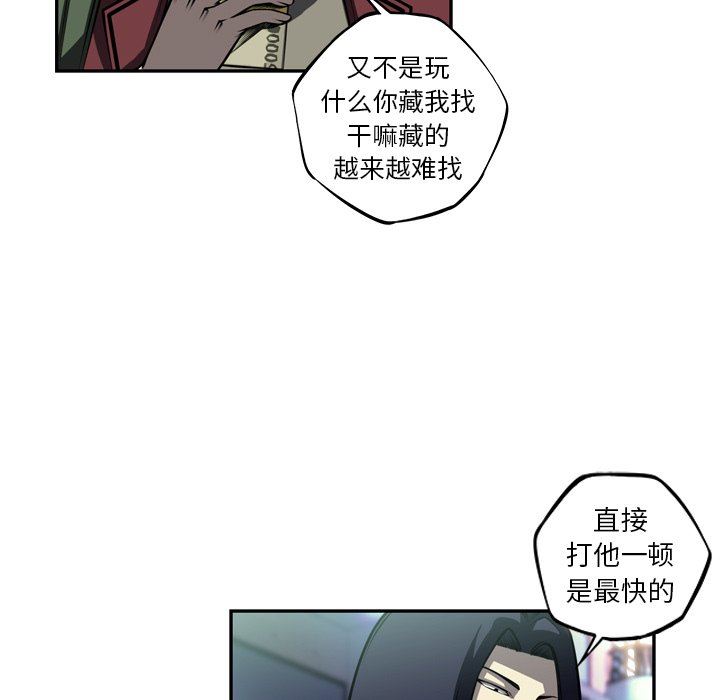 50000
又不是玩
什么你藏我找
干嘛藏的
越来越难找
直接
打他一顿
是最快的